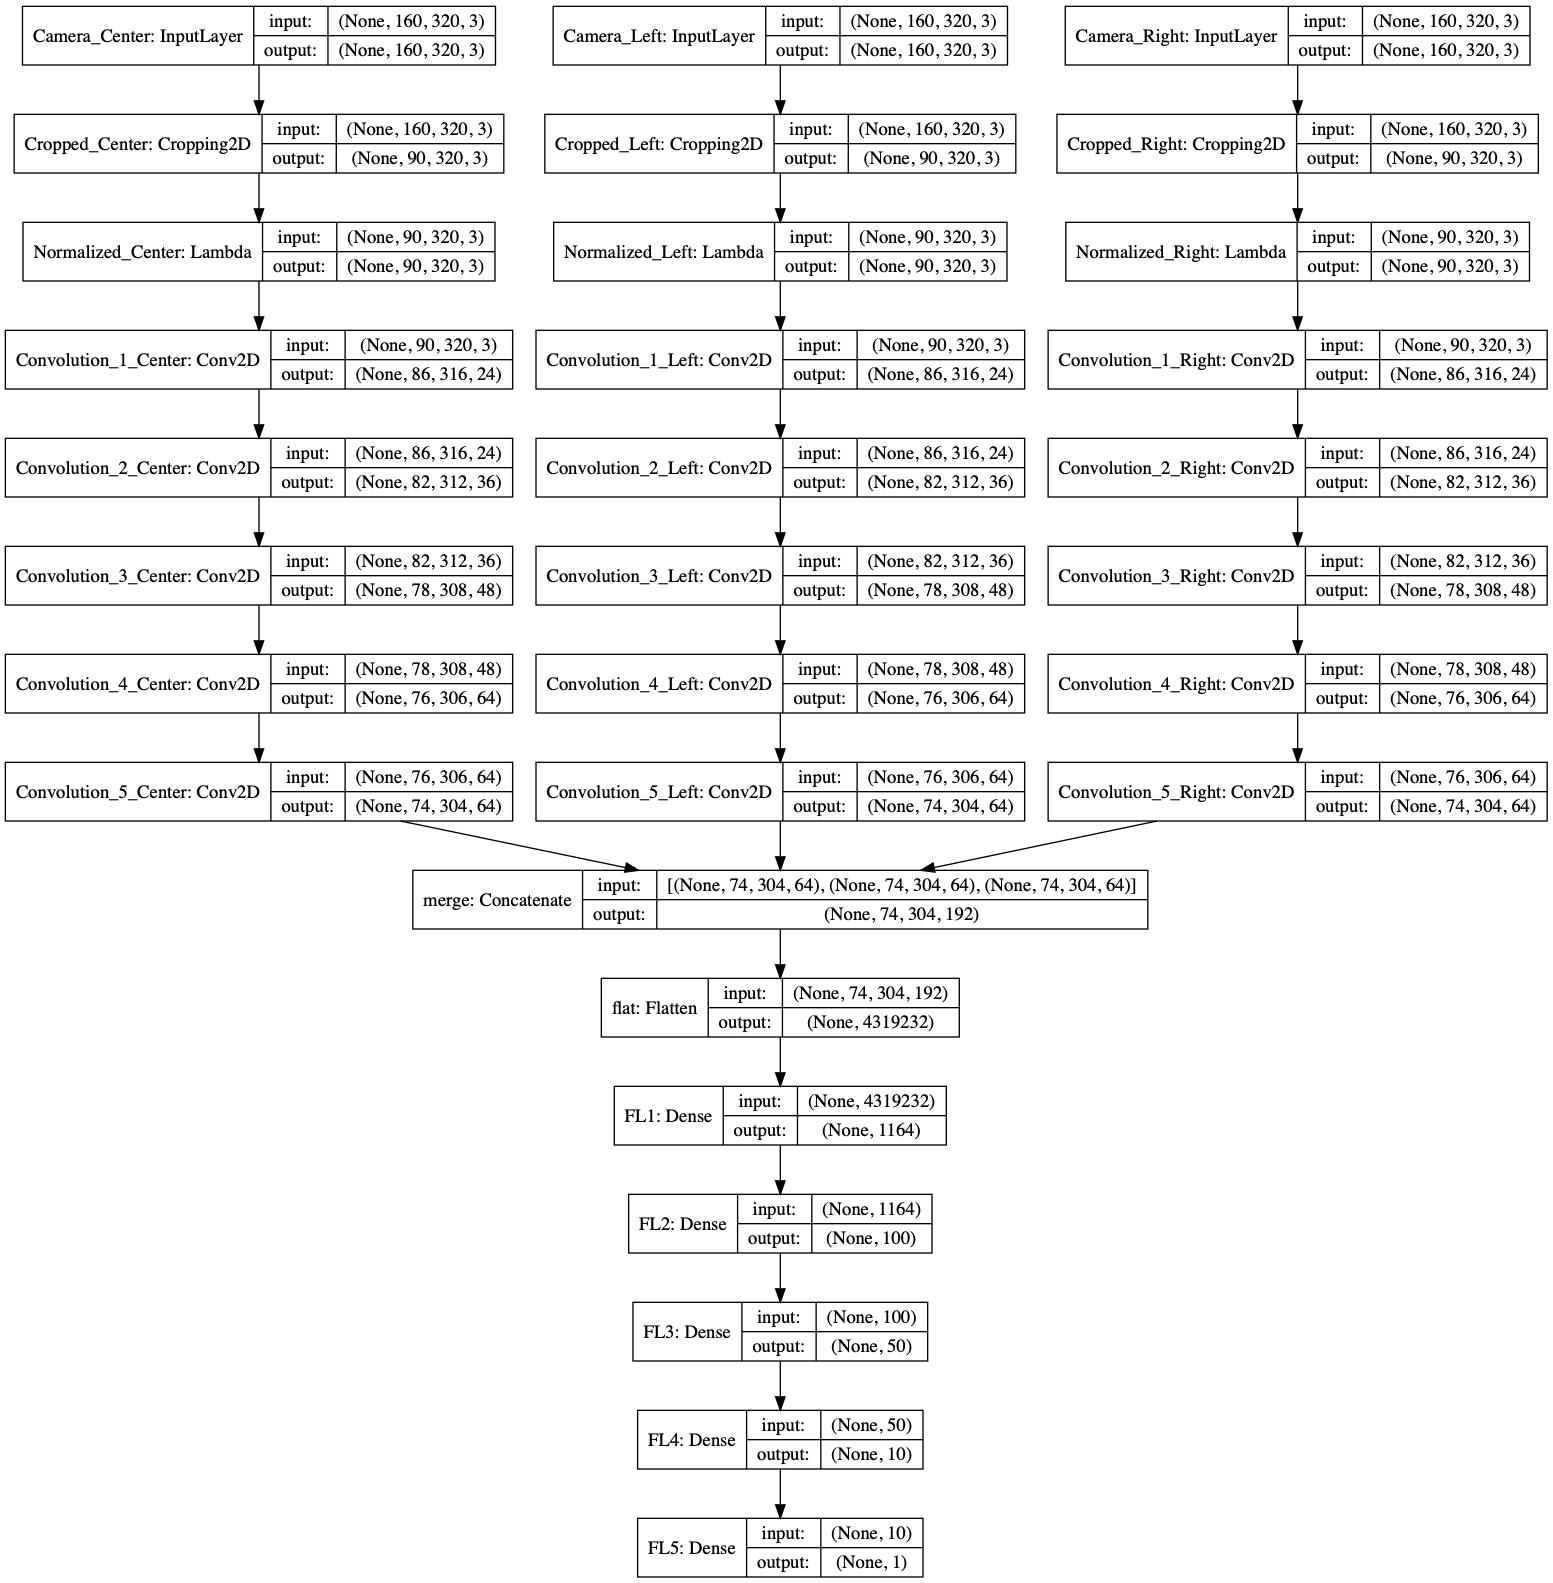 Camera_Center: InputLayer
input: (None, 160, 320, 3)
output: (None, 160, 320, 3)
Camera_Left: InputLayer
input: (None, 160, 320, 3)
output: (None, 160, 320, 3)
Camera_Right: InputLayer
input: (None, 160, 320, 3)
output: (None, 160, 320, 3)
Cropped_Center: Cropping2D
input: (None, 160, 320, 3)
output: (None, 90, 320, 3)
Cropped_Left: Cropping2D
input: (None, 160, 320, 3)
output: (None, 90, 320, 3)
Cropped_Right: Cropping2D
input: (None, 160, 320, 3)
output: (None, 90, 320, 3)
Normalized_Center: Lambda
input: (None, 90, 320, 3)
output: (None, 90, 320, 3)
Normalized_Left: Lambda
input: (None, 90, 320, 3)
output: (None, 90, 320, 3)
Normalized_Right: Lambda
input: (None, 90, 320, 3)
output: (None, 90, 320, 3)
Convolution_1_Center: Conv2D
input: (None, 90, 320, 3)
output: (None, 86, 316, 24)
Convolution_1_Left: Conv2D
input: (None, 90, 320, 3)
output: (None, 86, 316, 24)
Convolution_1_Right: Conv2D
input: (None, 90, 320, 3)
output: (None, 86, 316, 24)
Convolution_2_Center: Conv2D
input: (None, 86, 316, 24)
output: (None, 82, 312, 36)
Convolution_2_Left: Conv2D
input: (None, 86, 316, 24)
output: (None, 82, 312, 36)
Convolution_2_Right: Conv2D
input: (None, 86, 316, 24)
output: (None, 82, 312, 36)
Convolution_3_Center: Conv2D
input: (None, 82, 312, 36)
output: (None, 78, 308, 48)
Convolution_3_Left: Conv2D
input: (None, 82, 312, 36)
output: (None, 78, 308, 48)
Convolution_3_Right: Conv2D
input: (None, 82, 312, 36)
output: (None, 78, 308, 48)
Convolution_4_Center: Conv2D
input: (None, 78, 308, 48)
output: (None, 76, 306, 64)
Convolution_4_Left: Conv2D
input: (None, 78, 308, 48)
output: (None, 76, 306, 64)
Convolution_4_Right: Conv2D
input: (None, 78, 308, 48)
output: (None, 76, 306, 64)
Convolution_5_Center: Conv2D
input: (None, 76, 306, 64)
output: (None, 74, 304, 64)
Convolution_5_Left: Conv2D
input: (None, 76, 306, 64)
output: (None, 74, 304, 64)
Convolution_5_Right: Conv2D
input: (None, 76, 306, 64)
output: (None, 74, 304, 64)
merge: Concatenate
input: [(None, 74, 304, 64), (None, 74, 304, 64), (None, 74, 304, 64)]
output: (None, 74, 304, 192)
flat: Flatten
input: (None, 74, 304, 192)
output: (None, 4319232)
FL1: Dense
input: (None, 4319232)
output: (None, 1164)
FL2: Dense
input: (None, 1164)
output: (None, 100)
FL3: Dense
input: (None, 100)
output: (None, 50)
FL4: Dense
input: (None, 50)
output: (None, 10)
FL5: Dense
input: (None, 10)
output: (None, 1)